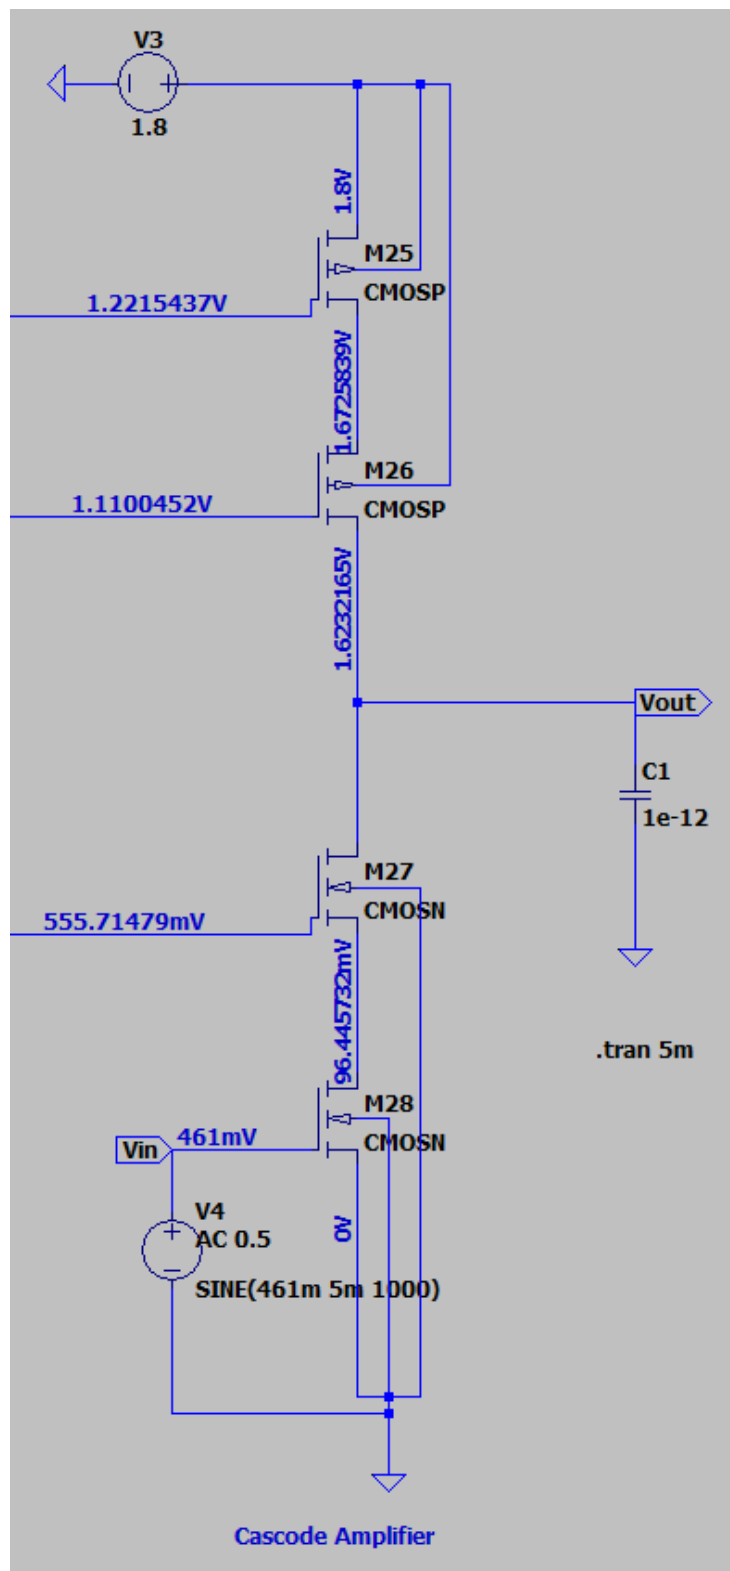 V3
1.8
1.8V
M25
CMOSP
1.2215437V
1.6725839V
M26
CMOSP
1.1100452V
1.6232165V
Vout
C1
1e-12
M27
CMOSN
555.71479mV
96.445732mV
.tran 5m
M28
CMOSN
Vin
461mV
V4
AC 0.5
0V
SINE(461m 5m 1000)
Cascode Amplifier